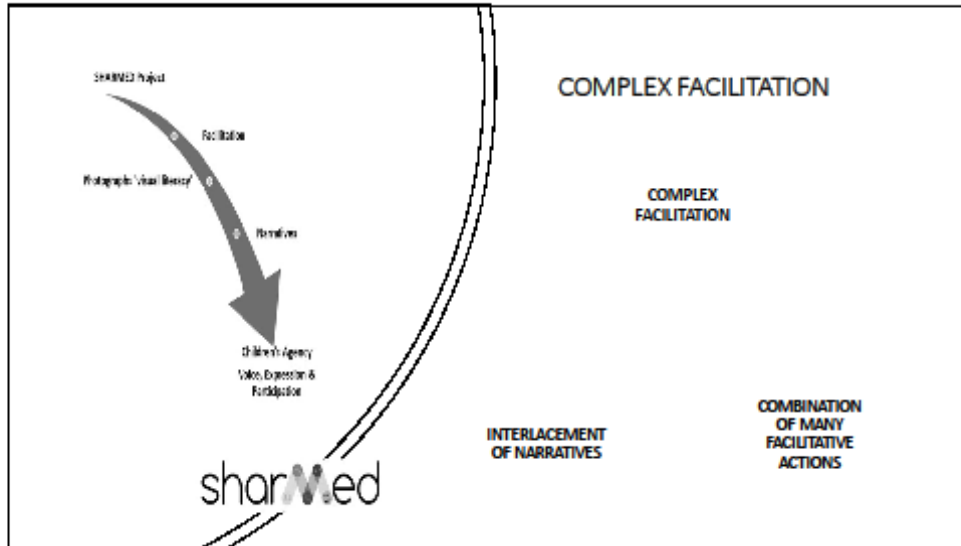 SHARMED Project
Facilitation
Photographs 'visual literacy'
Narratives
Children's Agency
Voice, Expression &
Participation
sharMed
COMPLEX FACILITATION
COMPLEX
FACILITATION
INTERLACEMENT
OF NARRATIVES
COMBINATION
OF MANY
FACILITATIVE
ACTIONS